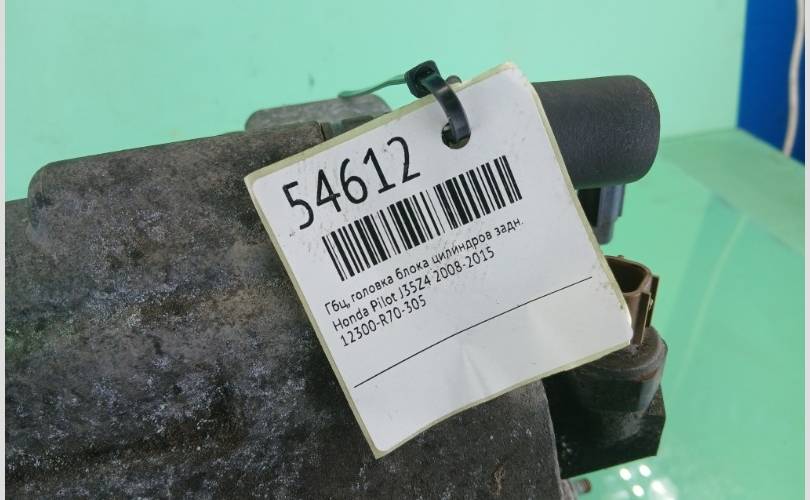 54612
Гбц, головка блока цилиндров задн.
Honda Pilot J35Z4 2008-2015
12300-R70-305